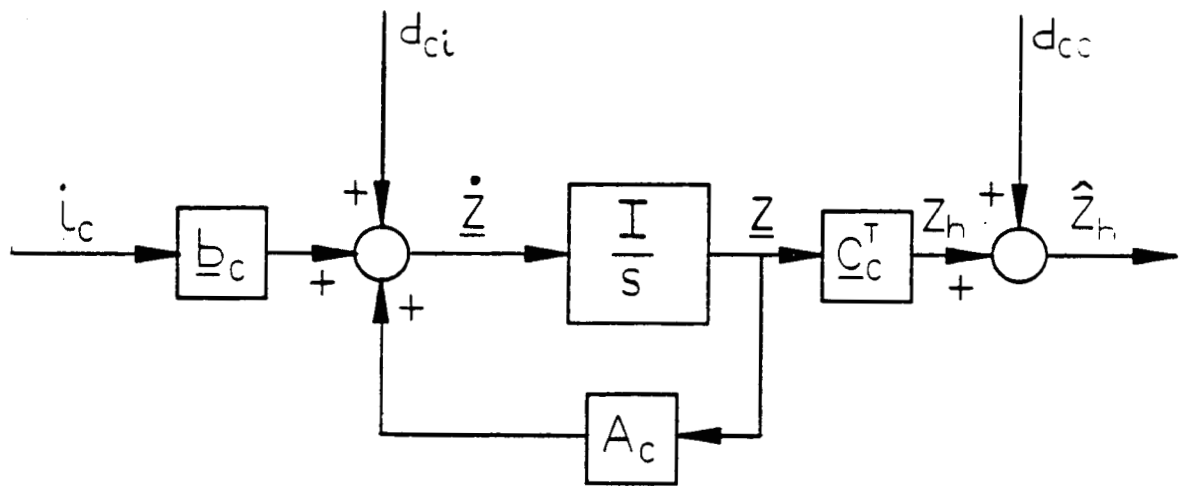 d_ci
d_co
i_c
b_c
+
+
+
Ż
I
s
Z
C_c^T
Z_h
+
+
Ẑ_h
A_c